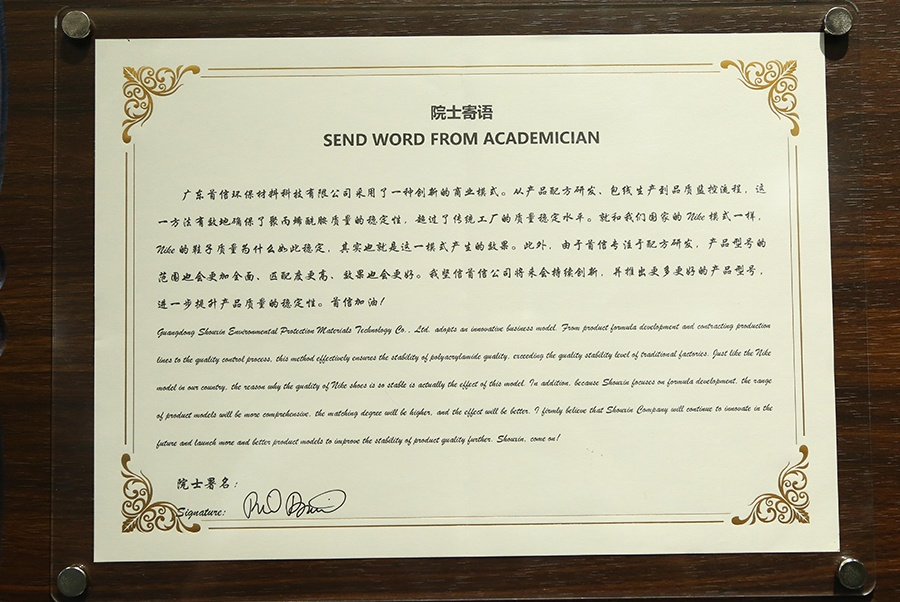 院士寄语
SEND WORD FROM ACADEMICIAN
广东首信环保材料科技有限公司采用了一种创新的商业模式。从产品配方研发、包线生产到品质监控流程，这
一方法有效地确保了聚丙烯酰胺质量的稳定性，超过了传统工厂的质量稳定水平。就和我们国家的 Nike 模式一样，
Nike 的鞋子质量为什么如此稳定，其实也就是这一模式产生的效果。此外，由于首信专注于配方研发，产品型号的
范围也会更加全面、匹配度更高、效果也会更好。我坚信首信公司将来会持续创新，并推出更多更好的产品型号，
进一步提升产品质量的稳定性。首信加油！
Guangdong Shouxin Environmental Protection Materials Technology Co., Ltd. adopts an innovative business model. From product formula development and contracting production
lines to the quality control process, this method effectively ensures the stability of polyacrylamide quality, exceeding the quality stability level of traditional factories. Just like the Nike
model in our country, the reason why the quality of Nike shoes is so stable is actually the effect of this model. In addition, because Shouxin focuses on formula development, the range
of product models will be more comprehensive, the matching degree will be higher, and the effect will be better. I firmly believe that Shouxin Company will continue to innovate in the
future and launch more and better product models to improve the stability of product quality further. Shouxin, come on!
院士署名：
Signature: